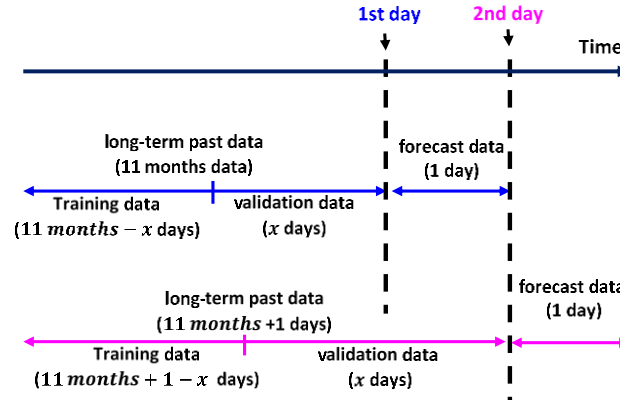 1st day
2nd day
Time
long-term past data
(11 months data)
forecast data
(1 day)
Training data
(11 months − x days)
validation data
(x days)
long-term past data
(11 months +1 days)
forecast data
(1 day)
Training data
(11 months + 1 − x days)
validation data
(x days)